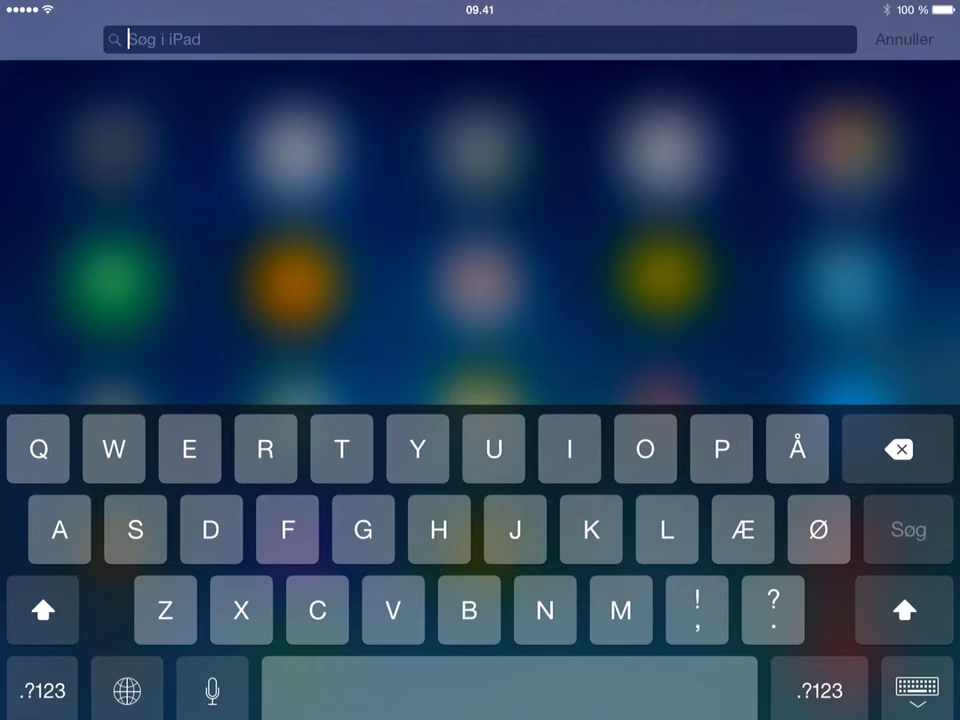 09.41
100 %
Søg i iPad
Annuller
Q W E R T Y U I O P Å
A S D F G H J K L Æ Ø Søg
Z X C V B N M ! , ? .
.?123 .?123